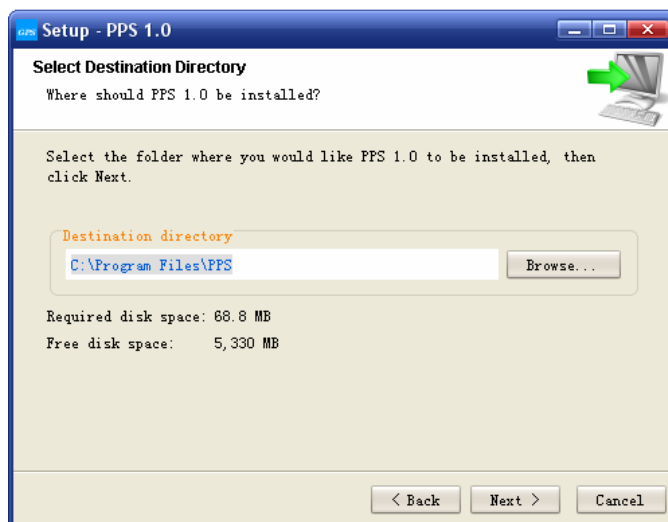 GPS Setup - PPS 1.0
Select Destination Directory
Where should PPS 1.0 be installed?
Select the folder where you would like PPS 1.0 to be installed, then
click Next.
Destination directory
C:\Program Files\PPS
Browse...
Required disk space: 68.8 MB
Free disk space: 5,330 MB
< Back
Next >
Cancel